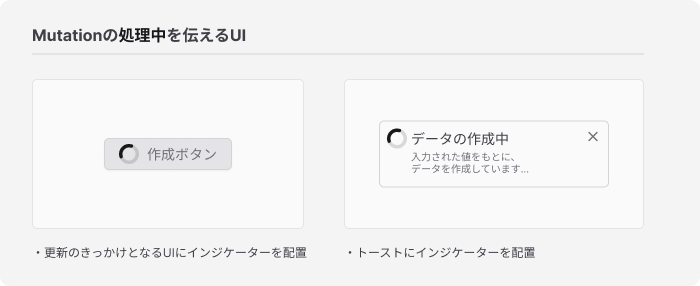 Mutationの処理中を伝えるUI
作成ボタン
データの作成中
入力された値をもとに、
データを作成しています...
・更新のきっかけとなるUIにインジケーターを配置
・トーストにインジケーターを配置